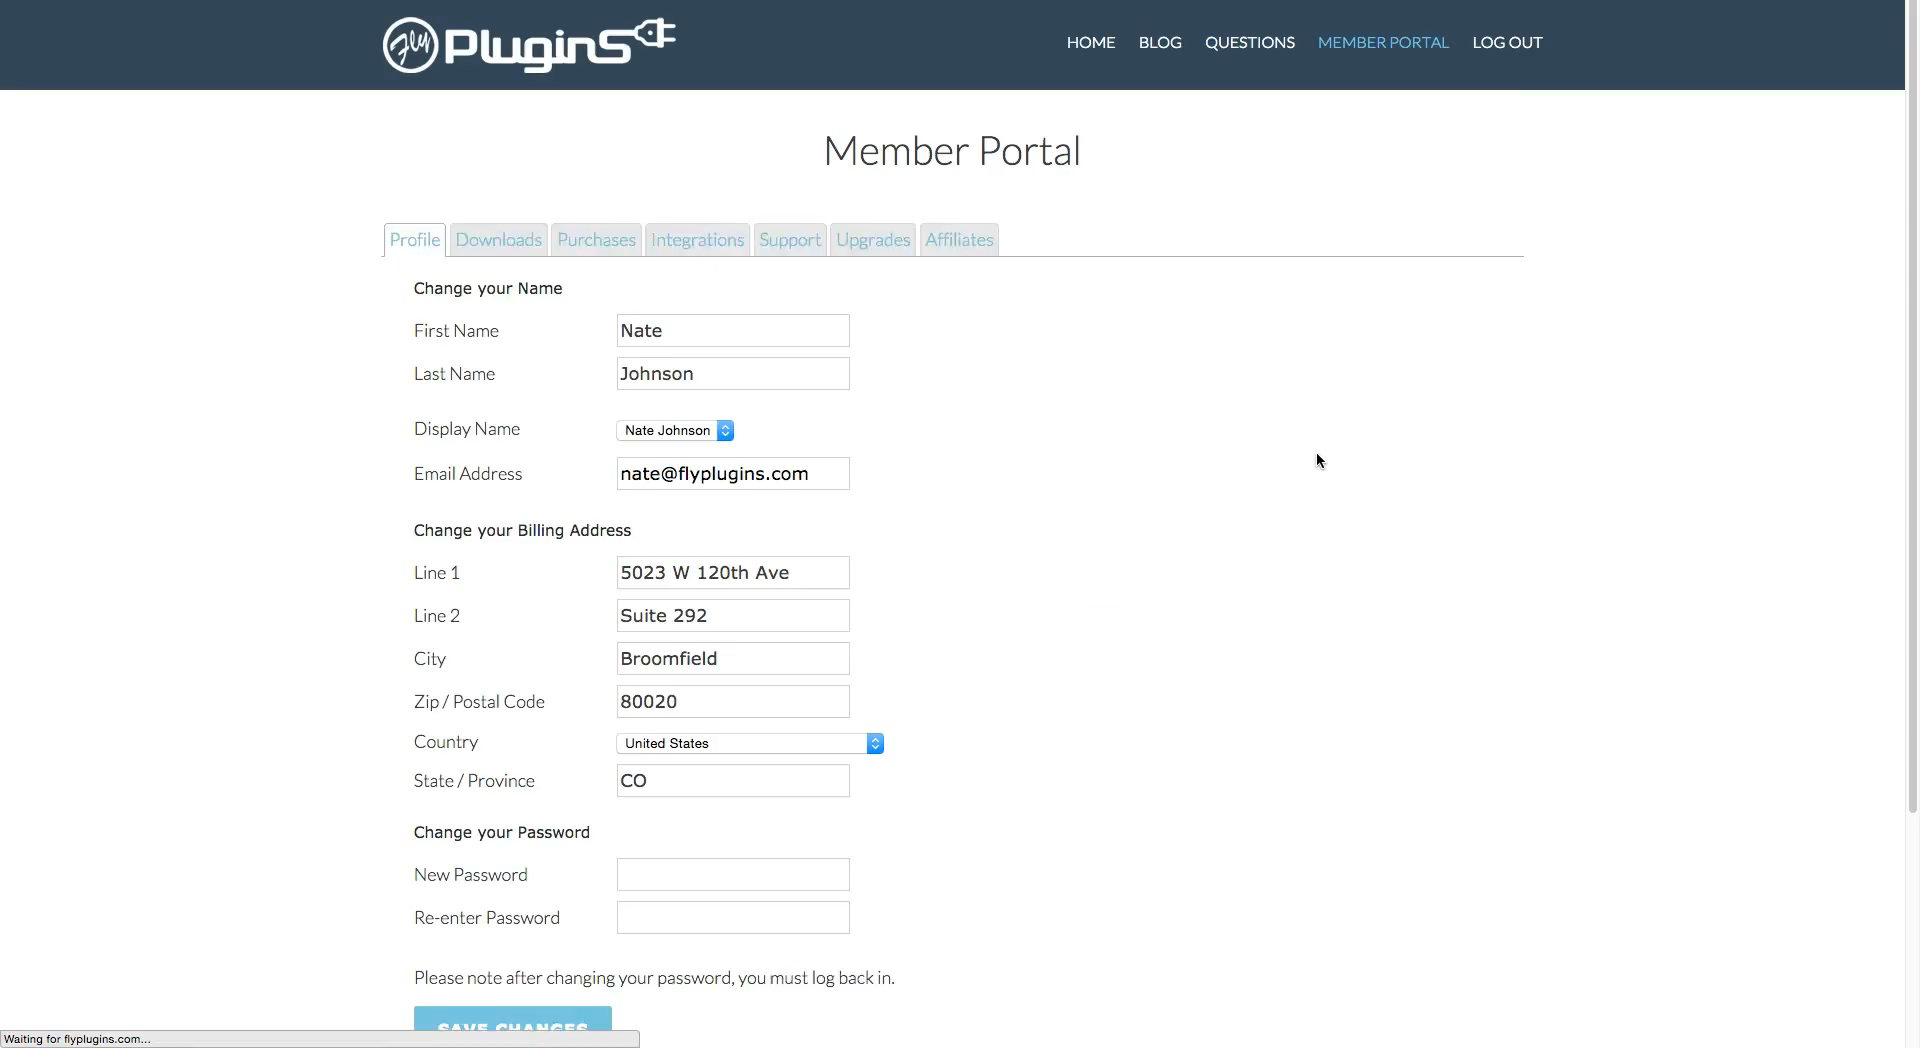 Fly PluginS
HOME BLOG QUESTIONS MEMBER PORTAL LOG OUT
Member Portal
Profile Downloads Purchases Integrations Support Upgrades Affiliates
Change your Name
First Name Nate
Last Name Johnson
Display Name Nate Johnson
Email Address nate@flyplugins.com
Change your Billing Address
Line 1 5023 W 120th Ave
Line 2 Suite 292
City Broomfield
Zip / Postal Code 80020
Country United States
State / Province CO
Change your Password
New Password
Re-enter Password
Please note after changing your password, you must log back in.
SAVE CHANGES
Waiting for flyplugins.com...